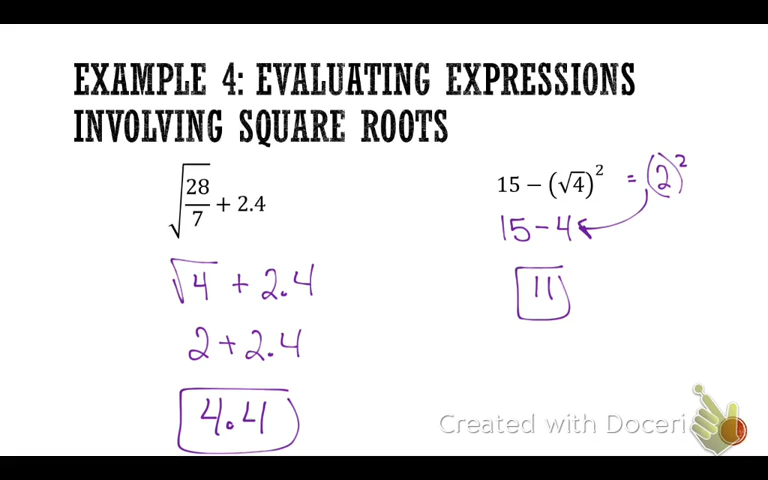 EXAMPLE 4: EVALUATING EXPRESSIONS
INVOLVING SQUARE ROOTS
√(28/7) + 2.4
√4 + 2.4
2 + 2.4
4.4
15 − (√4)² = (2)²
15 - 4
11
Created with Doceri